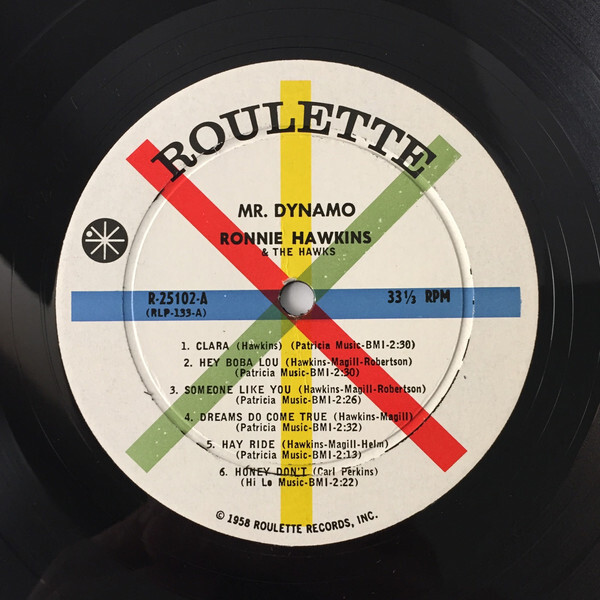 ROULETTE
MR. DYNAMO
RONNIE HAWKINS
& THE HAWKS
R-25102-A
33⅓ RPM
(RLP-133-A)
1. CLARA (Hawkins) (Patricia Music-BMI-2:30)
2. HEY BOBA LOU (Hawkins-Magill-Robertson)
(Patricia Music-BMI-2:30)
3. SOMEONE LIKE YOU (Hawkins-Magill-Robertson)
(Patricia Music-BMI-2:26)
4. DREAMS DO COME TRUE (Hawkins-Magill)
(Patricia Music-BMI-2:32)
5. HAY RIDE (Hawkins-Magill-Helm)
(Patricia Music-BMI-2:13)
6. HONEY DON'T (Carl Perkins)
(Hi Lo Music-BMI-2:22)
© 1958 ROULETTE RECORDS, INC.